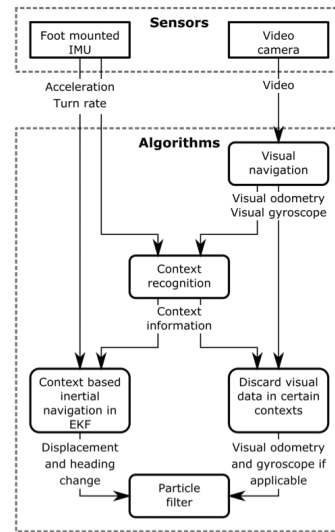 Sensors
Foot mounted
IMU
Video
camera
Acceleration
Turn rate
Video
Algorithms
Visual
navigation
Visual odometry
Visual gyroscope
Context
recognition
Context
information
Context based
inertial
navigation in
EKF
Discard visual
data in certain
contexts
Displacement
and heading
change
Visual odometry
and gyroscope if
applicable
Particle
filter